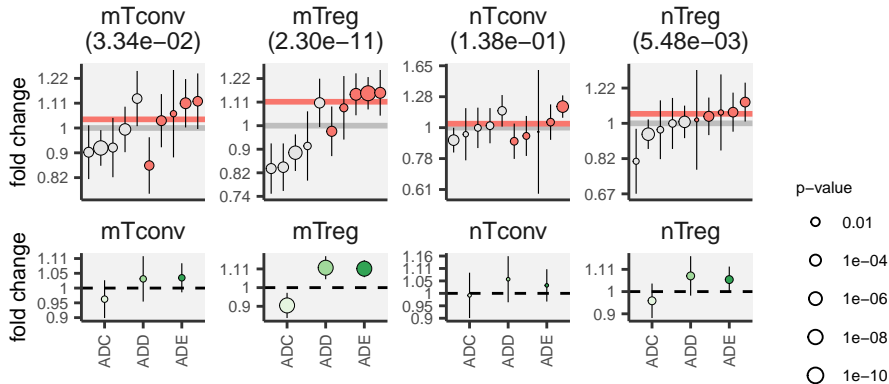 mTconv
(3.34e−02)
mTreg
(2.30e−11)
nTconv
(1.38e−01)
nTreg
(5.48e−03)
fold change
1.22
1.11
1
0.9
0.82
1.22
1.11
1
0.9
0.82
0.74
1.65
1.28
1
0.78
0.61
1.22
1
0.82
0.67
mTconv
mTreg
nTconv
nTreg
fold change
1.11
1.05
1
0.95
0.9
1.11
1
0.9
1.16
1.11
1.05
1
0.95
0.9
1.11
1
0.9
ADC
ADD
ADE
ADC
ADD
ADE
ADC
ADD
ADE
ADC
ADD
ADE
p−value
0.01
1e−04
1e−06
1e−08
1e−10